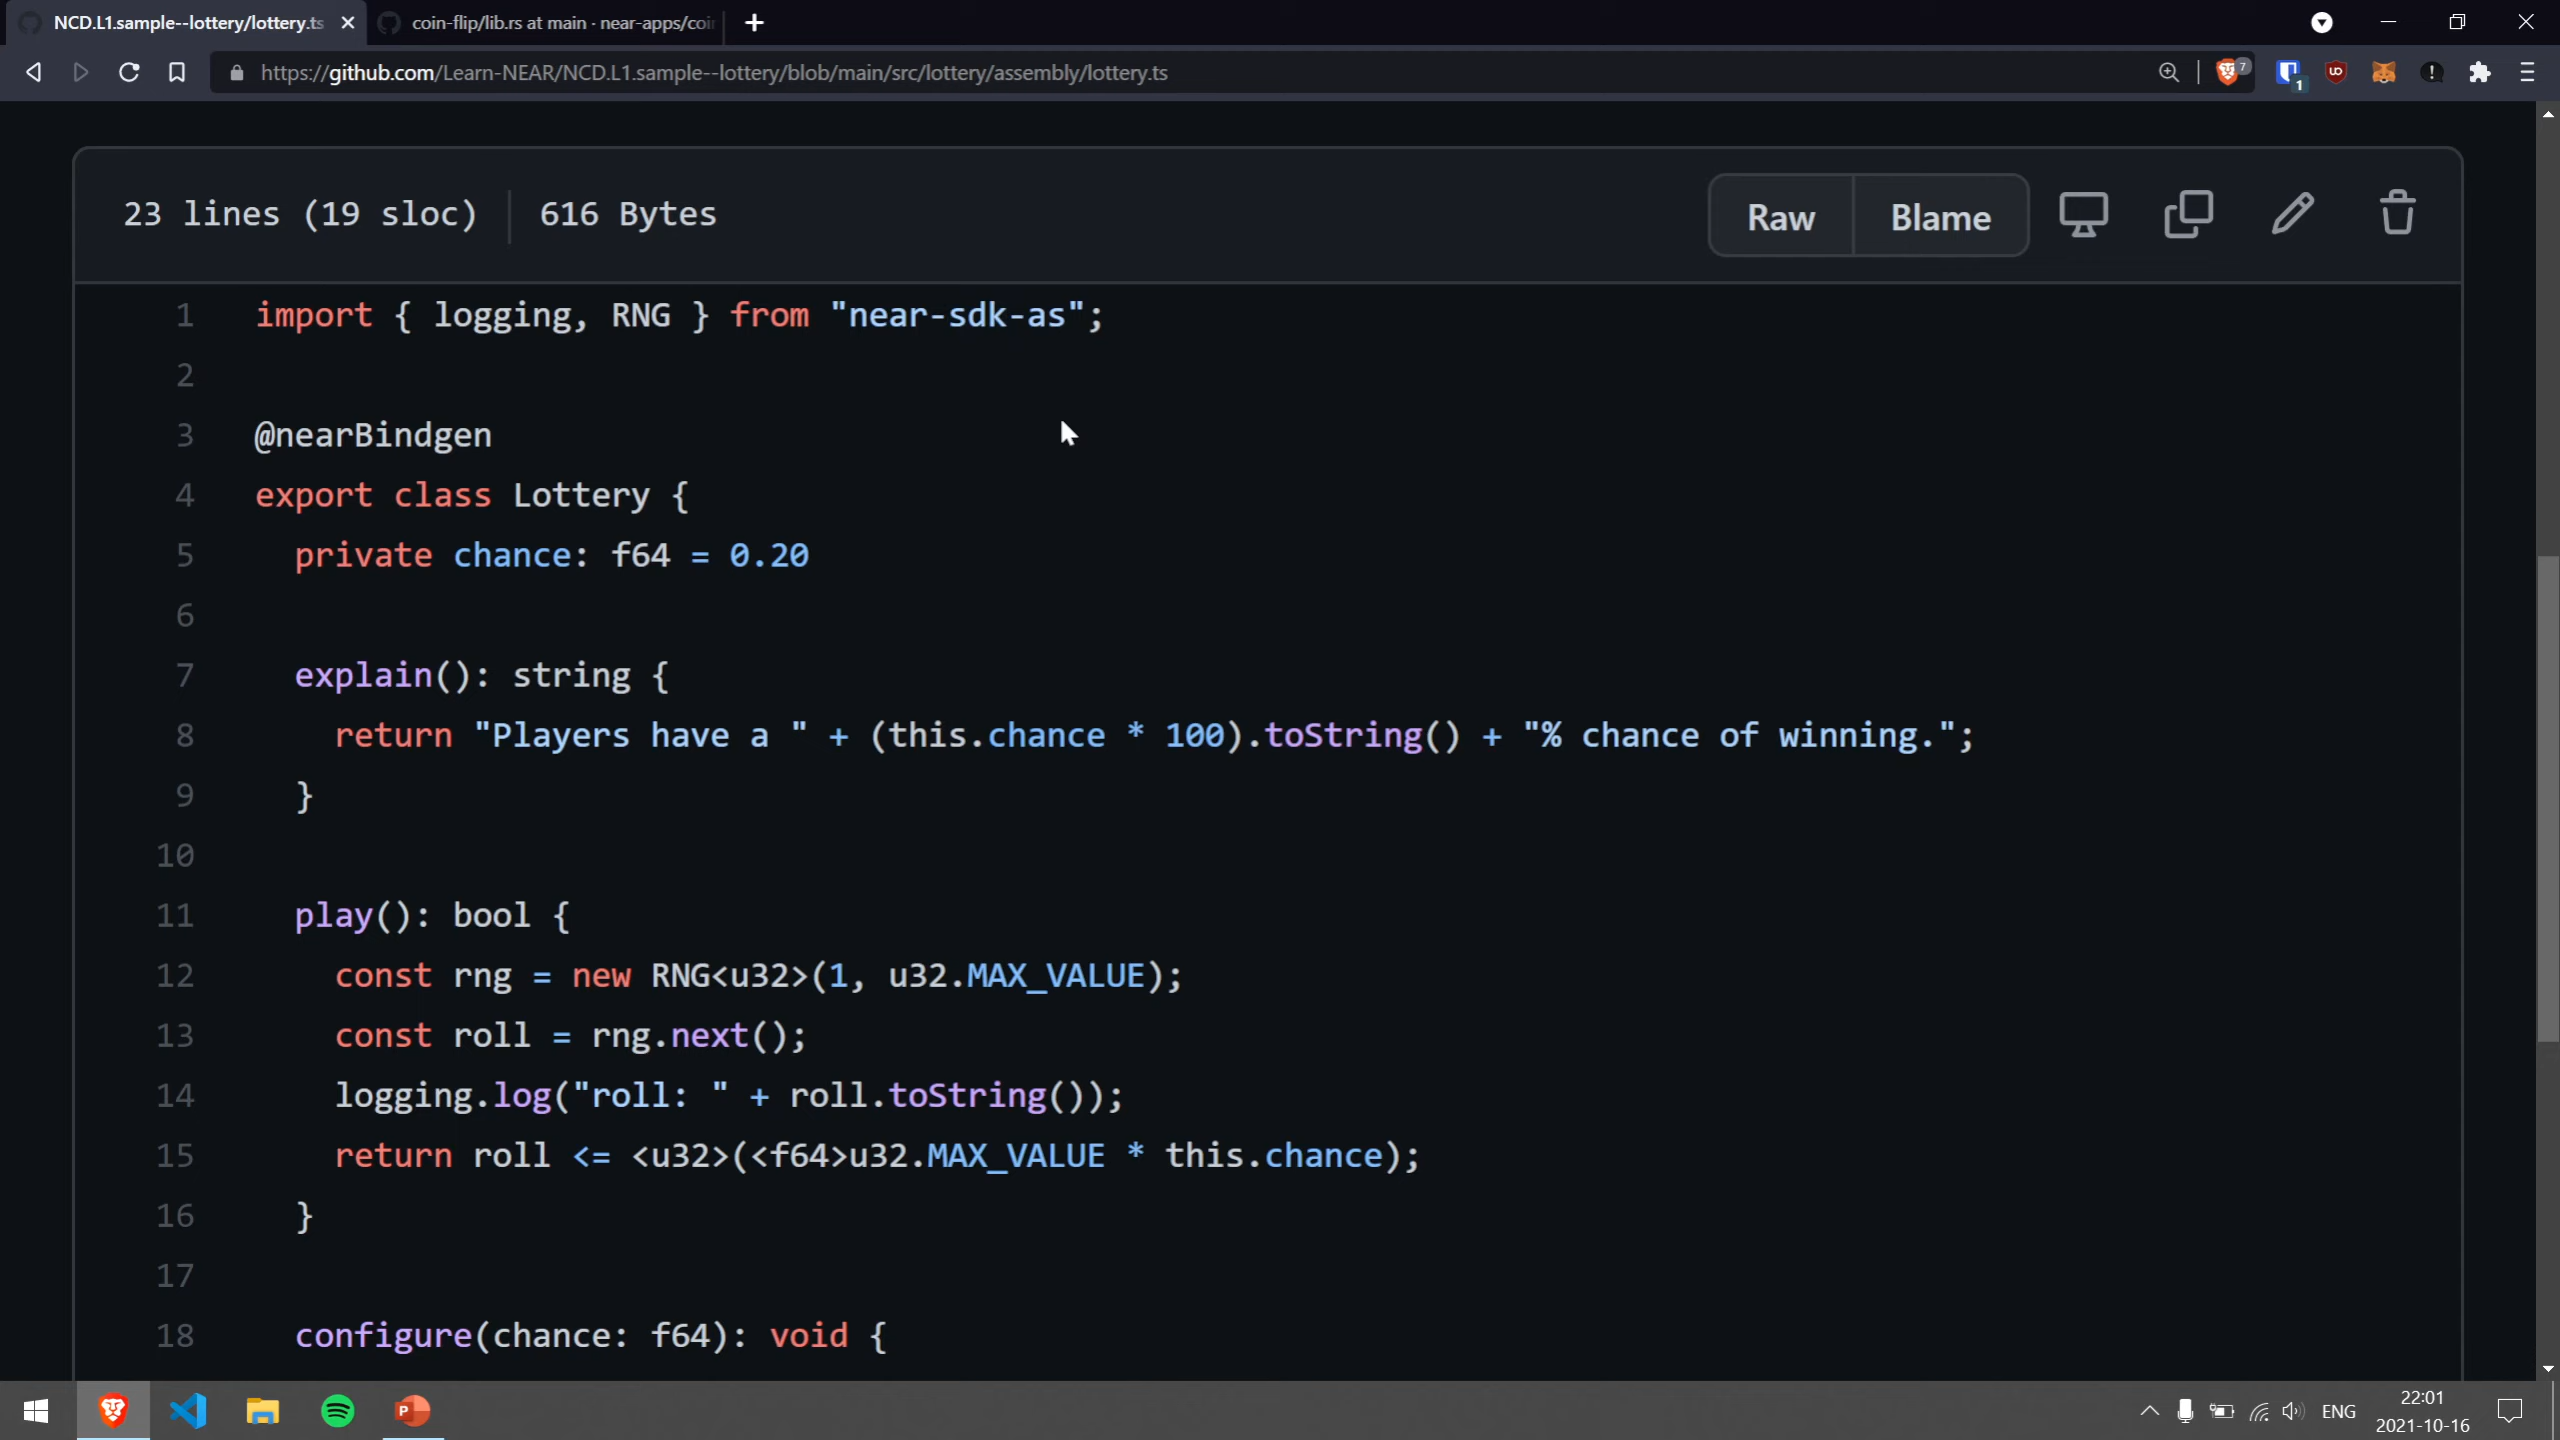 NCD.L1.sample--lottery/lottery.ts
coin-flip/lib.rs at main · near-apps/coi
https://github.com/Learn-NEAR/NCD.L1.sample--lottery/blob/main/src/lottery/assembly/lottery.ts
7
1
23 lines (19 sloc)
616 Bytes
Raw
Blame
1 import { logging, RNG } from "near-sdk-as";
2
3 @nearBindgen
4 export class Lottery {
5 private chance: f64 = 0.20
6
7 explain(): string {
8 return "Players have a " + (this.chance * 100).toString() + "% chance of winning.";
9 }
10
11 play(): bool {
12 const rng = new RNG<u32>(1, u32.MAX_VALUE);
13 const roll = rng.next();
14 logging.log("roll: " + roll.toString());
15 return roll <= <u32>(<f64>u32.MAX_VALUE * this.chance);
16 }
17
18 configure(chance: f64): void {
ENG
22:01
2021-10-16